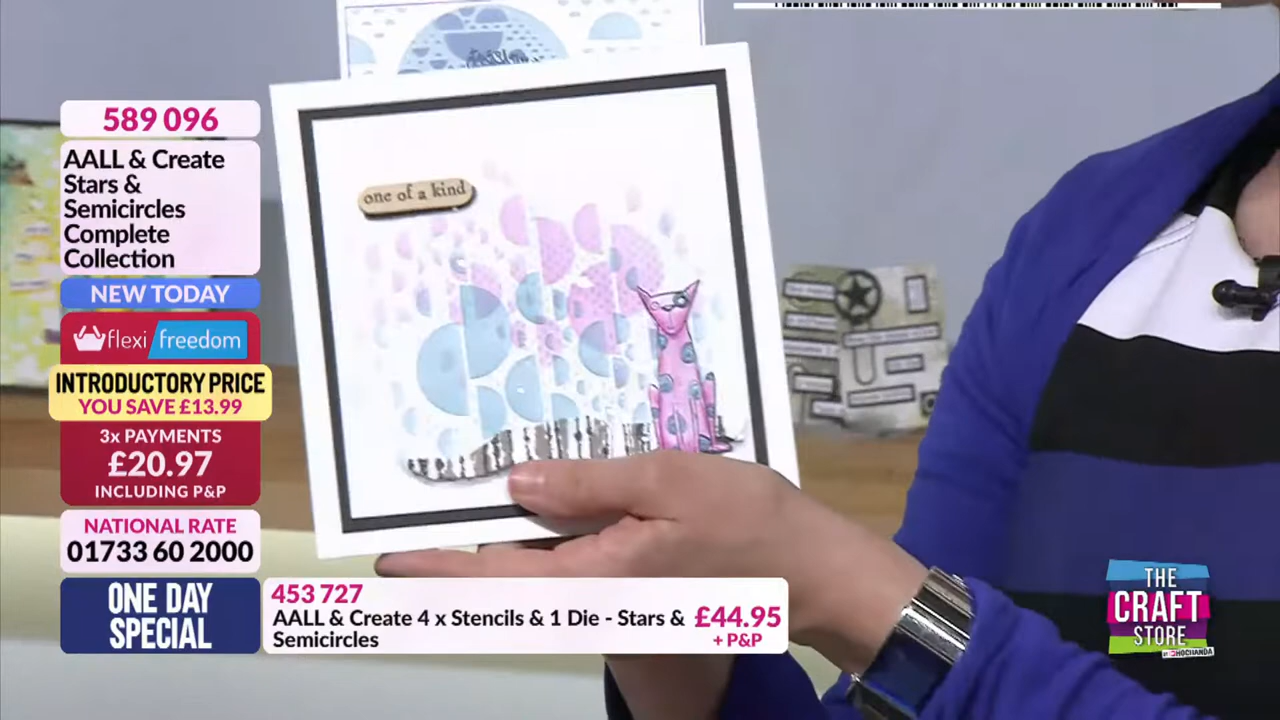 589 096
AALL & Create
Stars &
Semicircles
Complete
Collection
NEW TODAY
flexi freedom
INTRODUCTORY PRICE
YOU SAVE £13.99
3x PAYMENTS
£20.97
INCLUDING P&P
NATIONAL RATE
01733 60 2000
ONE DAY
SPECIAL
453 727
AALL & Create 4 x Stencils & 1 Die - Stars &
Semicircles
£44.95
+ P&P
one of a kind
THE
CRAFT
STORE
HOCHANDA